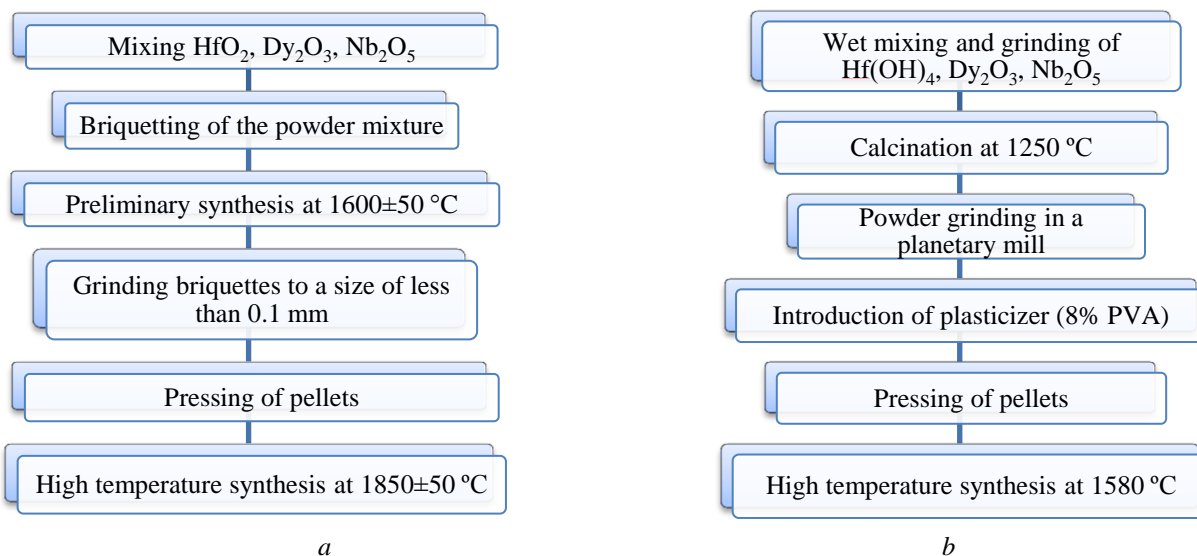 Mixing HfO₂, Dy₂O₃, Nb₂O₅
Briquetting of the powder mixture
Preliminary synthesis at 1600±50 °C
Grinding briquettes to a size of less
than 0.1 mm
Pressing of pellets
High temperature synthesis at 1850±50 ºC
a
Wet mixing and grinding of
Hf(OH)₄, Dy₂O₃, Nb₂O₅
Calcination at 1250 ºC
Powder grinding in a
planetary mill
Introduction of plasticizer (8% PVA)
Pressing of pellets
High temperature synthesis at 1580 ºC
b